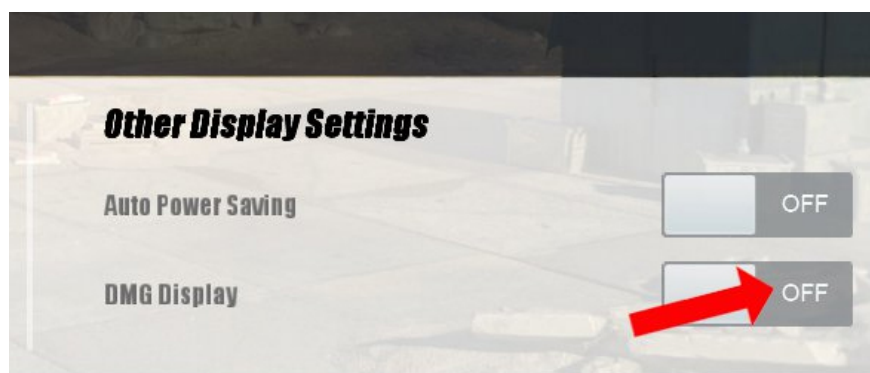 Other Display Settings
Auto Power Saving OFF
DMG Display OFF